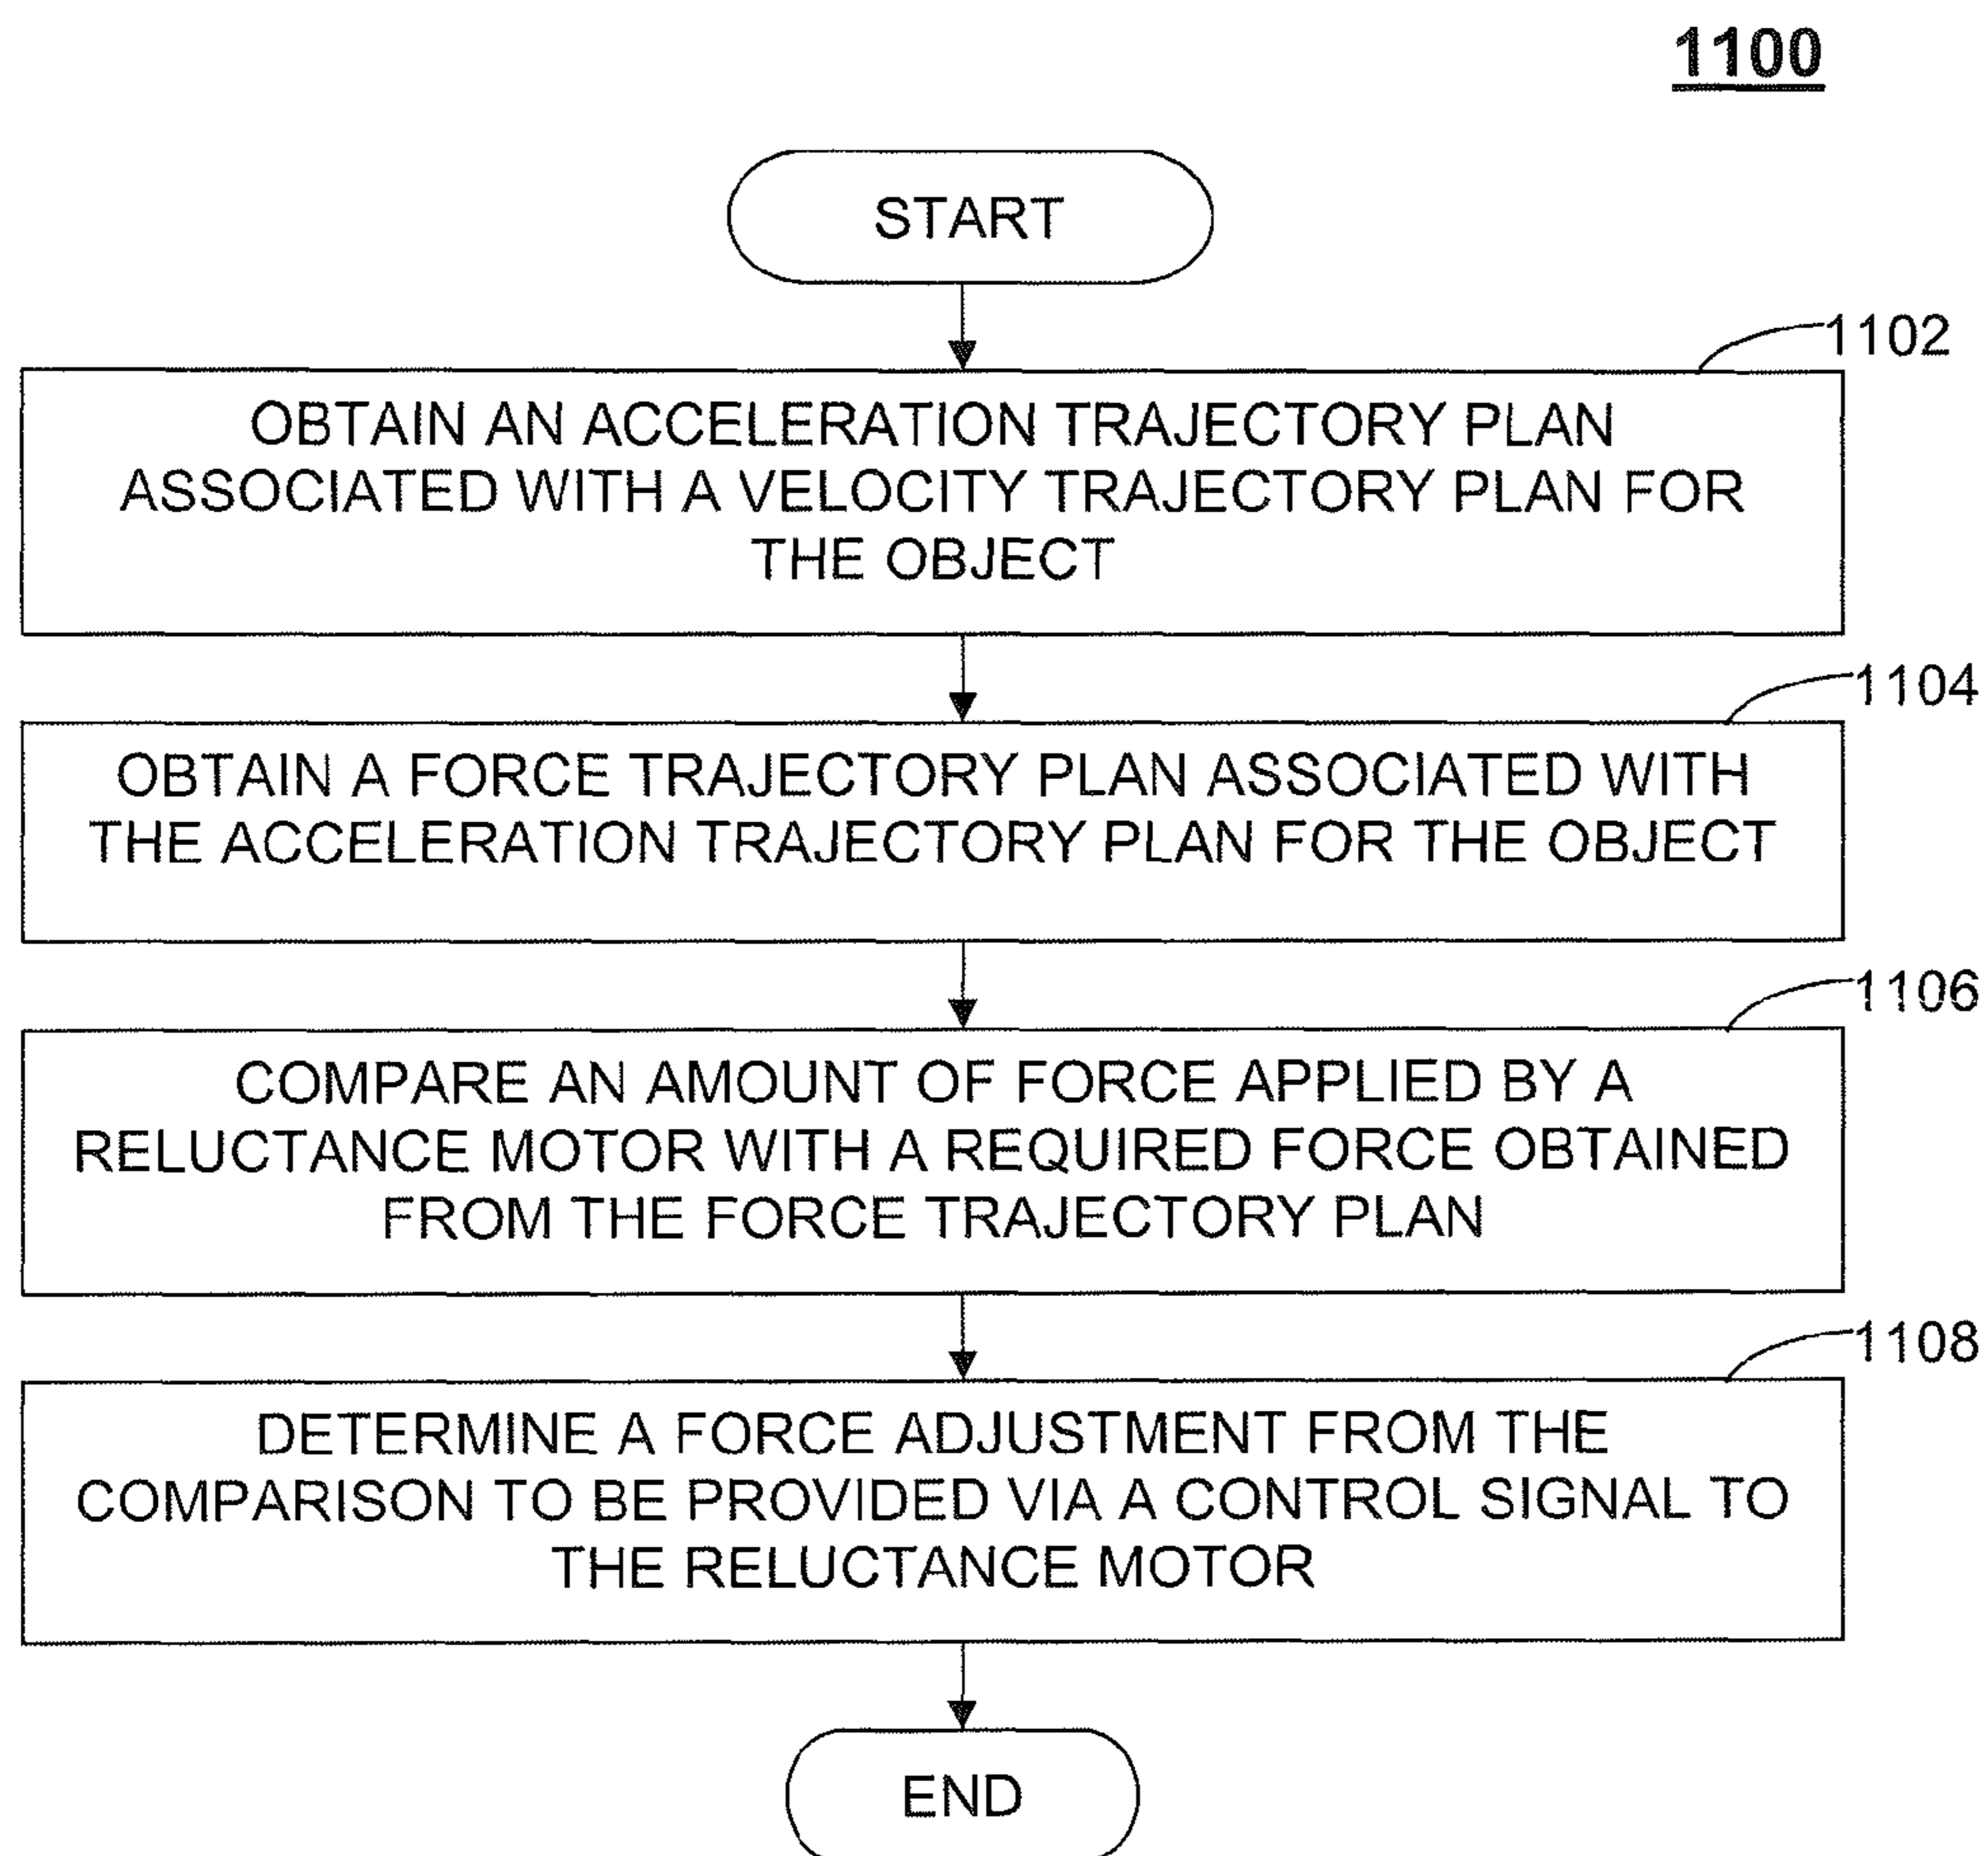 1100
START
1102
OBTAIN AN ACCELERATION TRAJECTORY PLAN
ASSOCIATED WITH A VELOCITY TRAJECTORY PLAN FOR
THE OBJECT
1104
OBTAIN A FORCE TRAJECTORY PLAN ASSOCIATED WITH
THE ACCELERATION TRAJECTORY PLAN FOR THE OBJECT
1106
COMPARE AN AMOUNT OF FORCE APPLIED BY A
RELUCTANCE MOTOR WITH A REQUIRED FORCE OBTAINED
FROM THE FORCE TRAJECTORY PLAN
1108
DETERMINE A FORCE ADJUSTMENT FROM THE
COMPARISON TO BE PROVIDED VIA A CONTROL SIGNAL TO
THE RELUCTANCE MOTOR
END